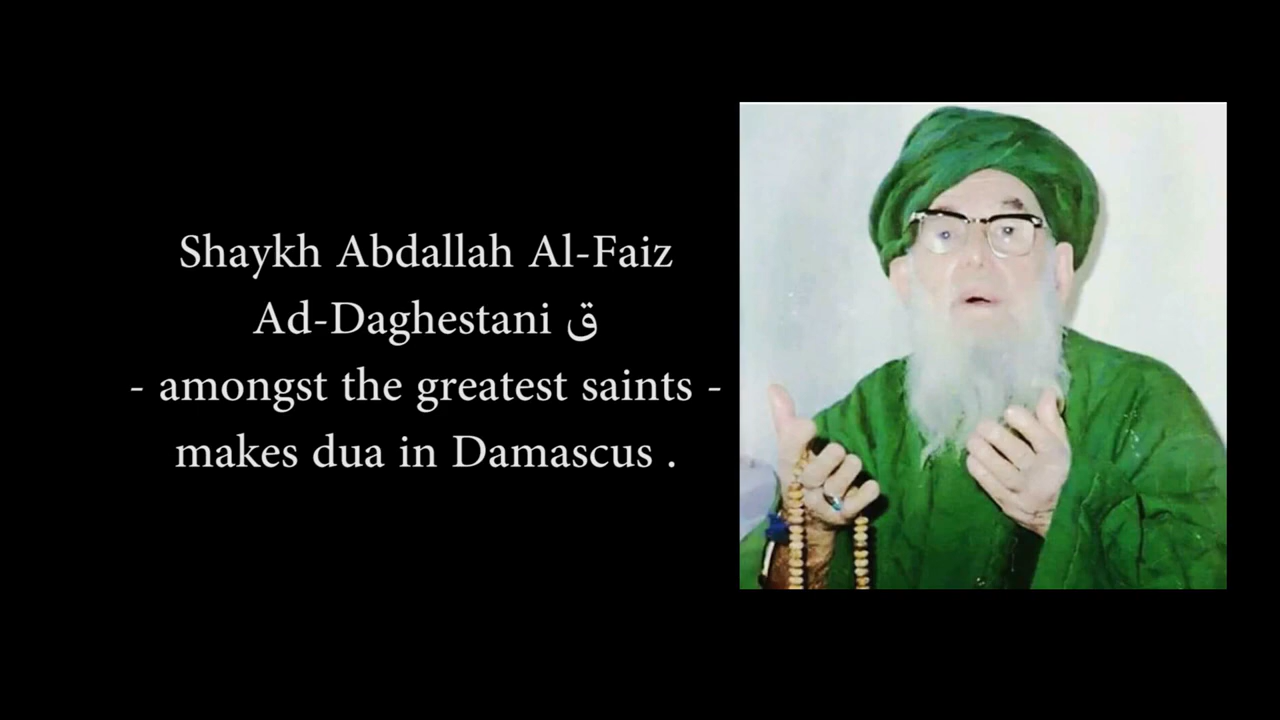 Shaykh Abdallah Al-Faiz
Ad-Daghestani ق
- amongst the greatest saints -
makes dua in Damascus .